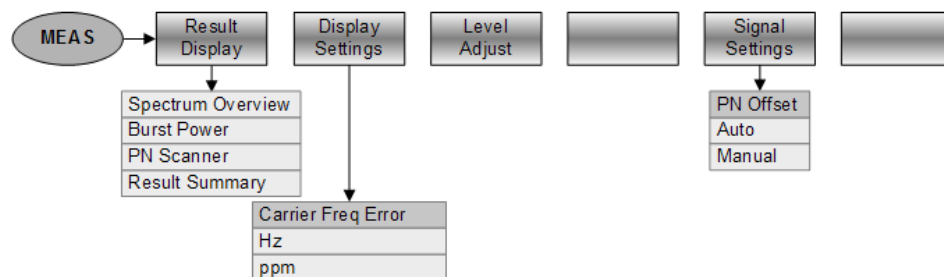 MEAS
Result
Display
Display
Settings
Level
Adjust
Signal
Settings
Spectrum Overview
Burst Power
PN Scanner
Result Summary
Carrier Freq Error
Hz
ppm
PN Offset
Auto
Manual